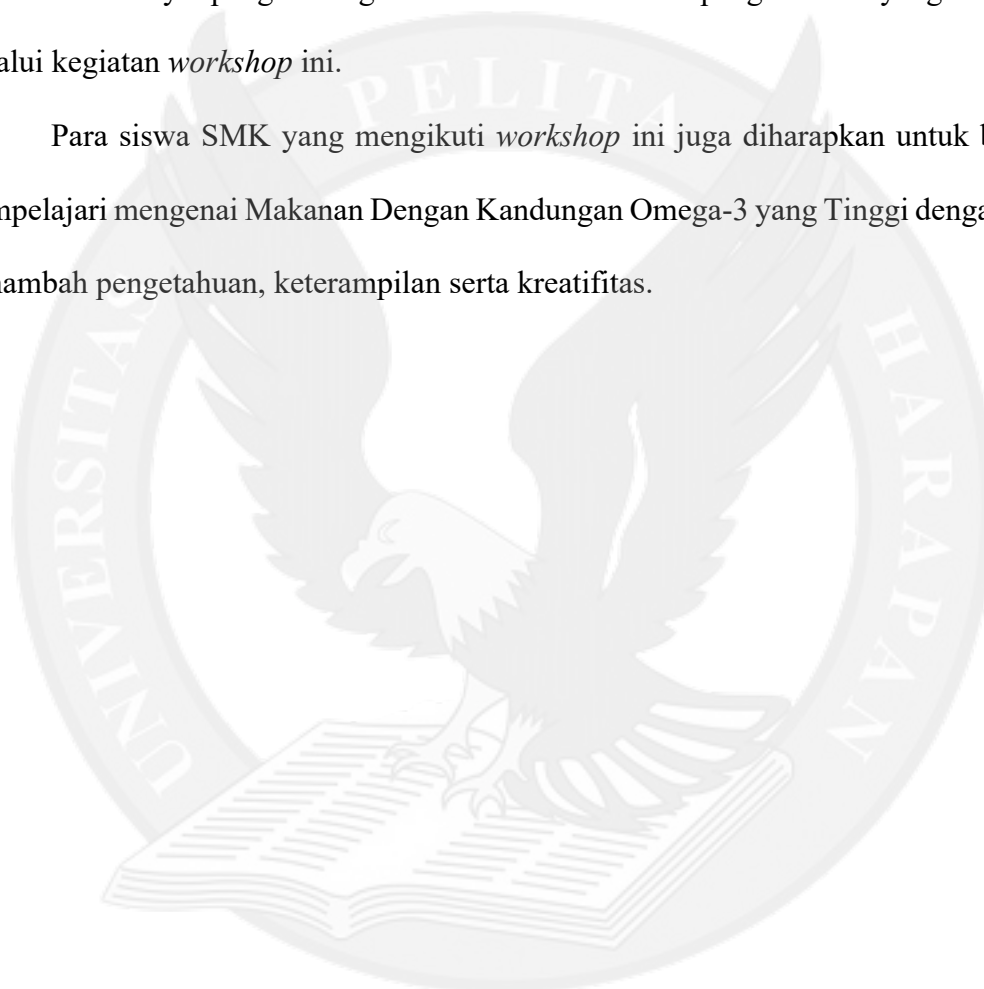 alui kegiatan workshop ini.
Para siswa SMK yang mengikuti workshop ini juga diharapkan untuk b
mpelajari mengenai Makanan Dengan Kandungan Omega-3 yang Tinggi denga
nambah pengetahuan, keterampilan serta kreatifitas.
UNIVERSITAS PELITA HARAPAN